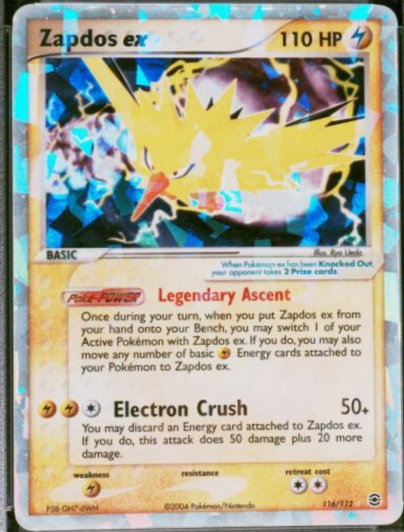 Zapdos ex 110 HP
BASIC
Illus. Ryo Ueda
When Pokémon-ex has been Knocked Out,
your opponent takes 2 Prize cards.
Poké-POWER Legendary Ascent
Once during your turn, when you put Zapdos ex from
your hand onto your Bench, you may switch 1 of your
Active Pokémon with Zapdos ex. If you do, you may also
move any number of basic Energy cards attached to
your Pokémon to Zapdos ex.
Electron Crush 50+
You may discard an Energy card attached to Zapdos ex.
If you do, this attack does 50 damage plus 20 more
damage.
weakness resistance retreat cost
©2004 Pokémon/Nintendo 116/112